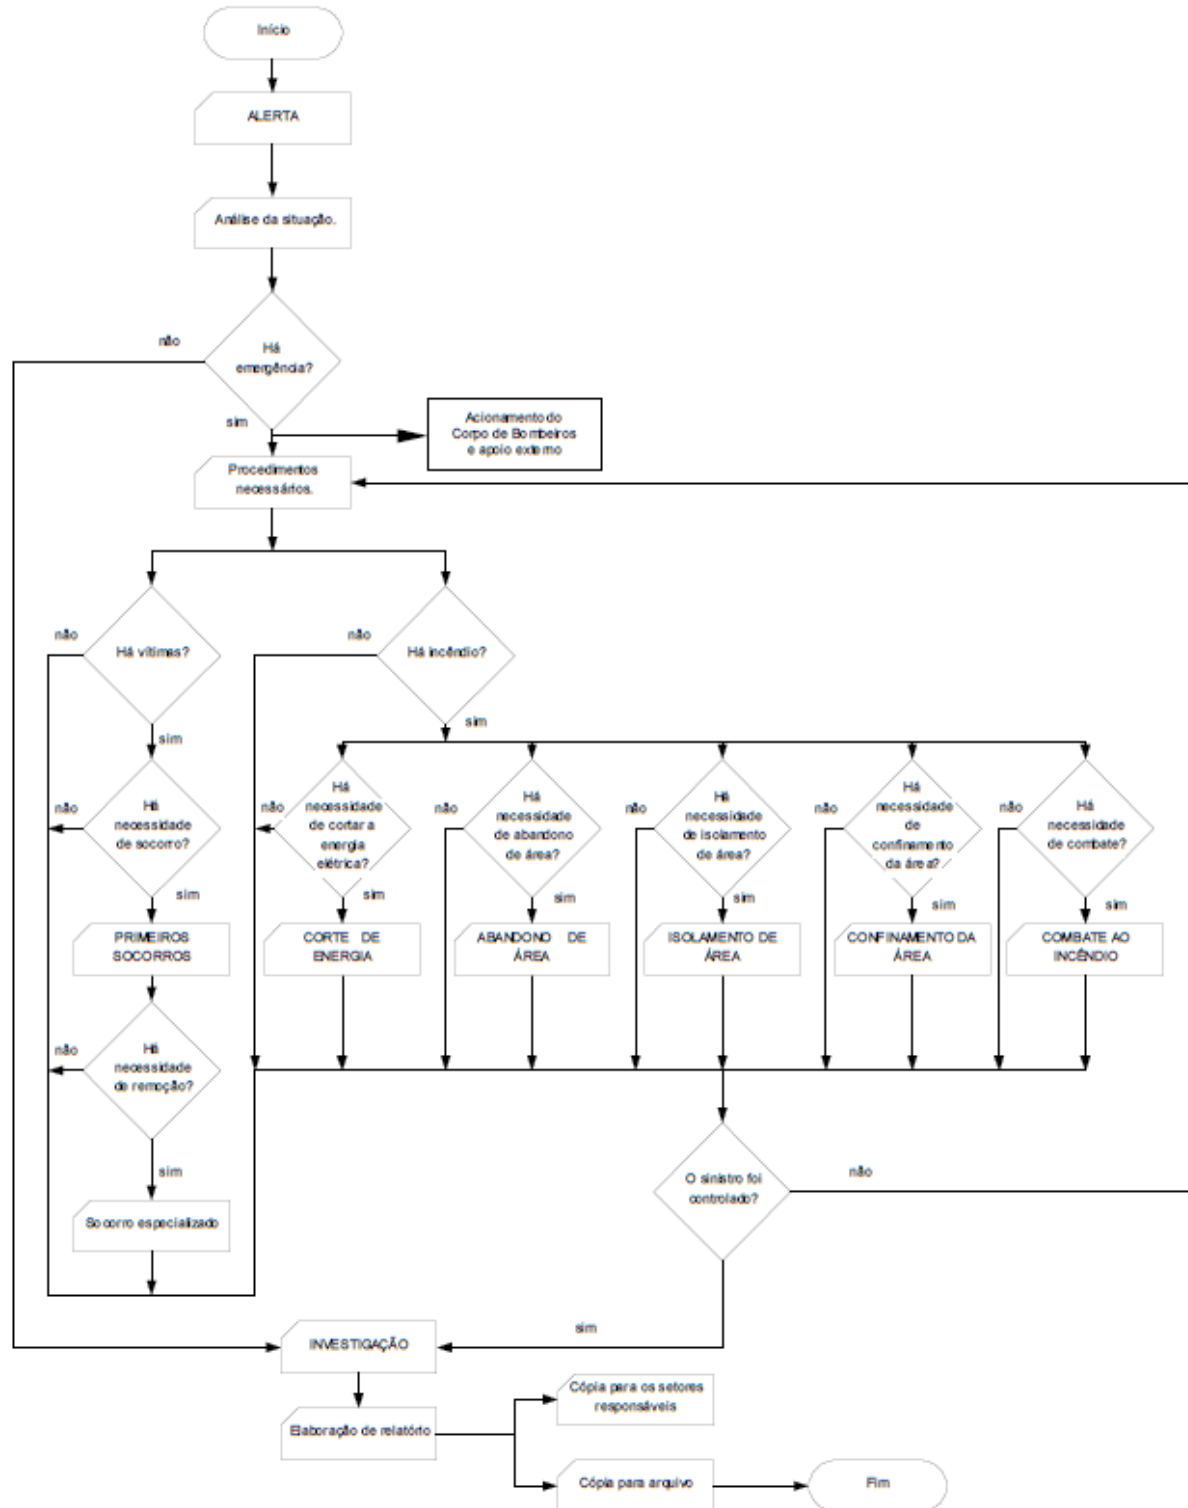 Início
ALERTA
Análise da situação.
não
Há
emergência?
sim
Acionamento do
Corpo de Bombeiros
e apoio externo
Procedimentos
necessários.
não
Há vítimas?
sim
não
Há incêndio?
sim
não
Há
necessidade
de socorro?
sim
não
Há
necessidade
de cortar a
energia
elétrica?
sim
não
Há
necessidade
de abandono
de área?
sim
não
Há
necessidade
de isolamento
de área?
sim
não
Há
necessidade
de
confinamento
da área?
sim
não
Há
necessidade
de combate?
sim
PRIMEIROS
SOCORROS
CORTE DE
ENERGIA
ABANDONO DE
ÁREA
ISOLAMENTO DE
ÁREA
CONFINAMENTO DA
ÁREA
COMBATE AO
INCÊNDIO
não
Há
necessidade
de remoção?
sim
Socorro especializado
O sinistro foi
controlado?
não
sim
INVESTIGAÇÃO
Elaboração de relatório
Cópia para os setores
responsáveis
Cópia para arquivo
Fim